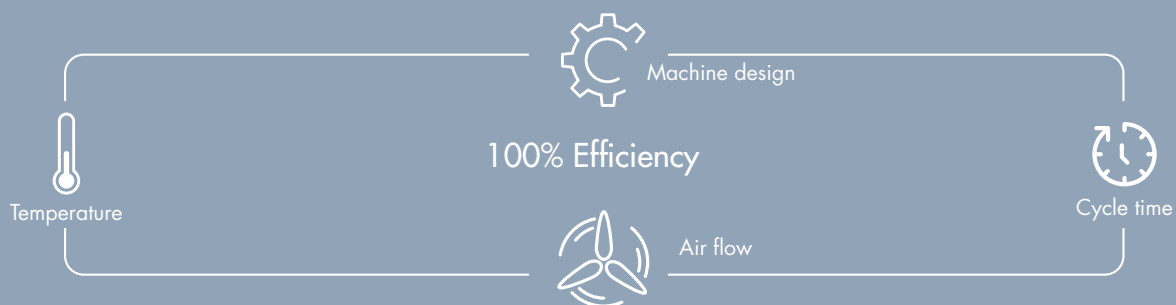 Machine design
100% Efficiency
Temperature
Cycle time
Air flow